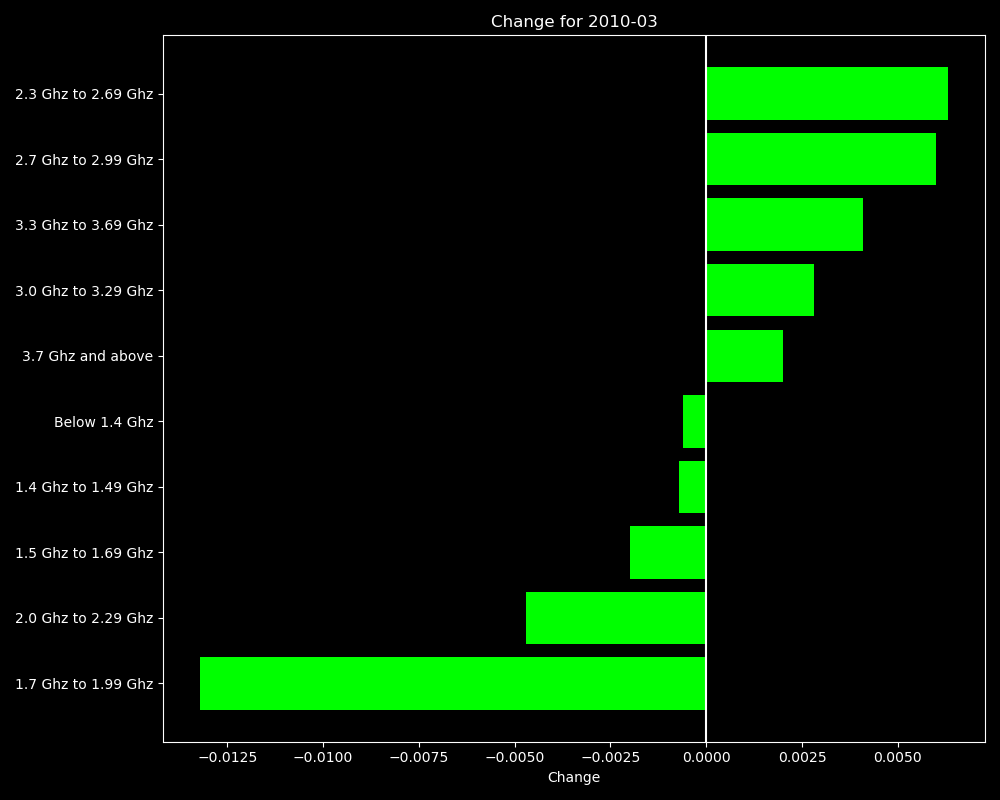 Change for 2010-03
2.3 Ghz to 2.69 Ghz
2.7 Ghz to 2.99 Ghz
3.3 Ghz to 3.69 Ghz
3.0 Ghz to 3.29 Ghz
3.7 Ghz and above
Below 1.4 Ghz
1.4 Ghz to 1.49 Ghz
1.5 Ghz to 1.69 Ghz
2.0 Ghz to 2.29 Ghz
1.7 Ghz to 1.99 Ghz
−0.0125 −0.0100 −0.0075 −0.0050 −0.0025 0.0000 0.0025 0.0050
Change